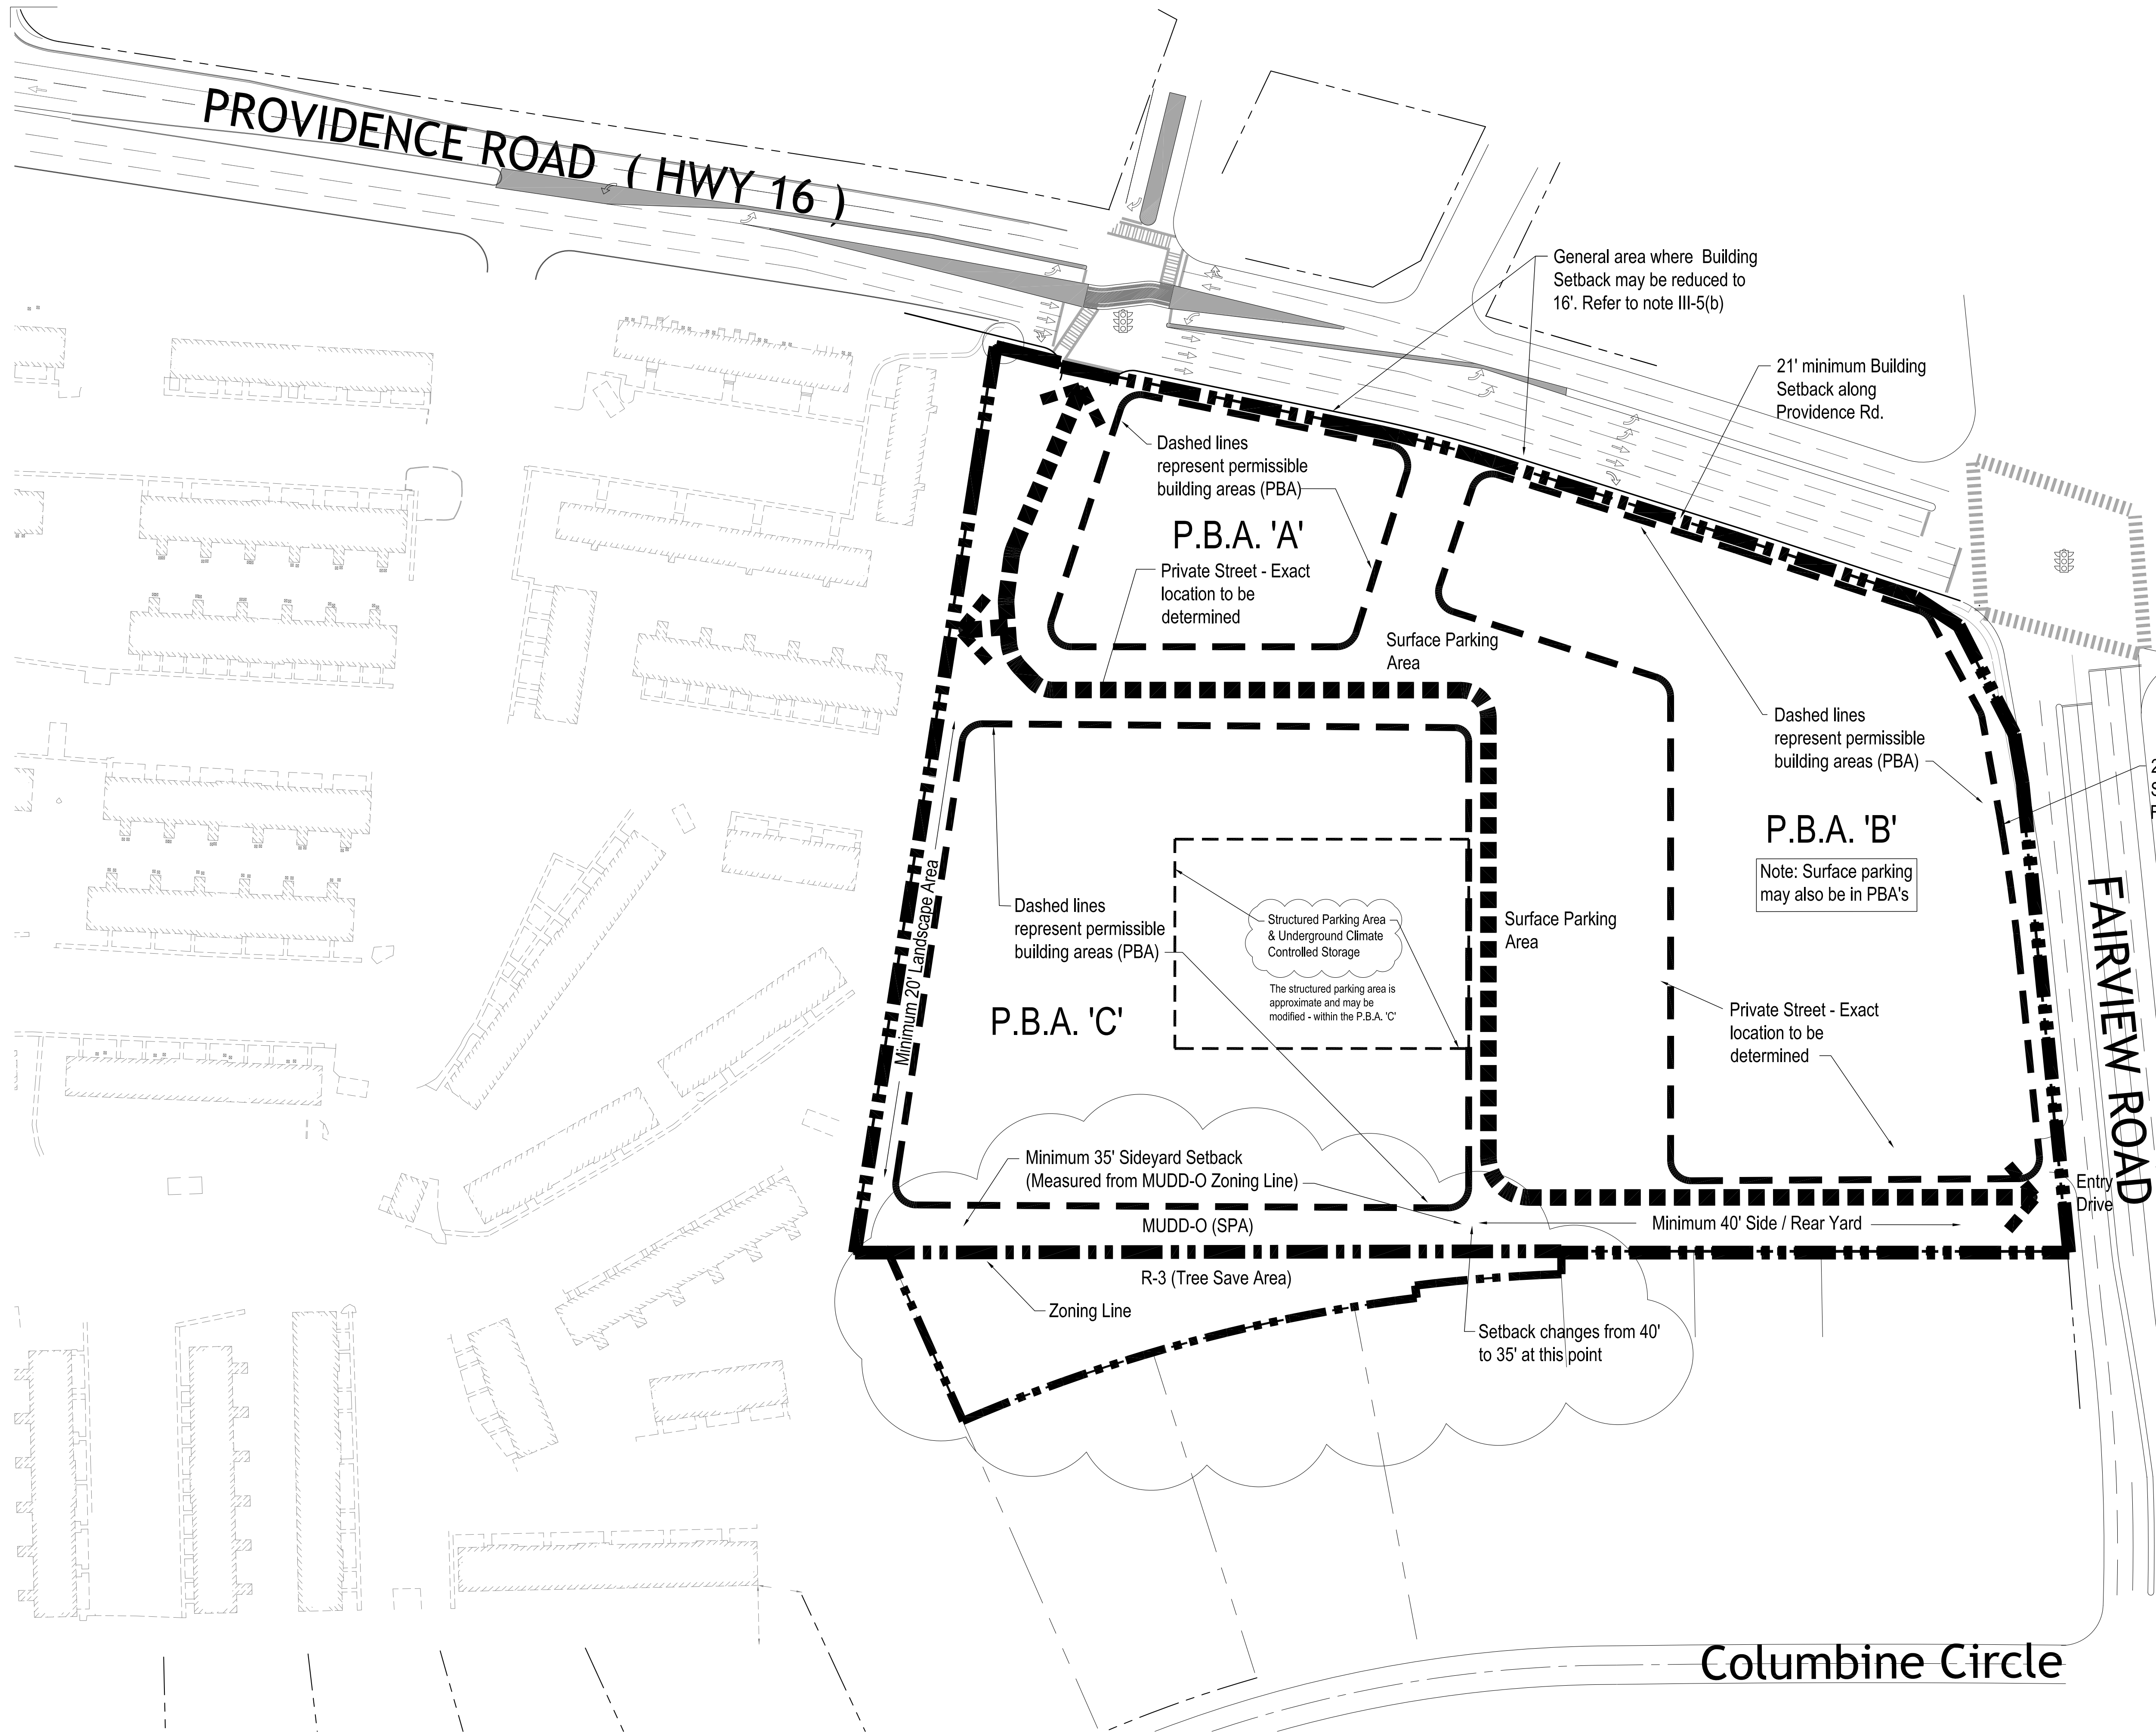 PROVIDENCE ROAD ( HWY 16 )
General area where Building
Setback may be reduced to
16'. Refer to note III-5(b)
21' minimum Building
Setback along
Providence Rd.
Dashed lines
represent permissible
building areas (PBA)
P.B.A. 'A'
Private Street - Exact
location to be
determined
Surface Parking
Area
Dashed lines
represent permissible
building areas (PBA)
P.B.A. 'B'
Note: Surface parking
may also be in PBA's
FAIRVIEW ROAD
Minimum 20' Landscape Area
Dashed lines
represent permissible
building areas (PBA)
P.B.A. 'C'
Structured Parking Area
& Underground Climate
Controlled Storage
The structured parking area is
approximate and may be
modified - within the P.B.A. 'C'
Surface Parking
Area
Private Street - Exact
location to be
determined
Minimum 35' Sideyard Setback
(Measured from MUDD-O Zoning Line)
MUDD-O (SPA)
Minimum 40' Side / Rear Yard
Entry
Drive
R-3 (Tree Save Area)
Zoning Line
Setback changes from 40'
to 35' at this point
Columbine Circle